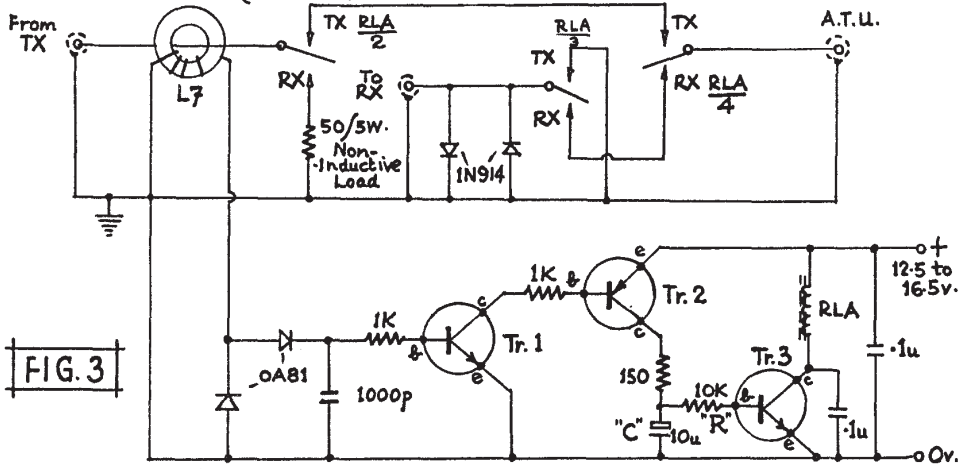 From
TX
L7
TX
RLA
2
RX
50/5W.
Non-
Inductive
Load
TO
RX
1N914
RLA
3
TX
RX
TX
RX
RLA
4
A.T.U.
FIG. 3
OA81
1000p
1K
b
c
e
Tr. 1
1K
b
e
c
Tr. 2
150
"C"
10u
10K
"R"
b
c
e
Tr. 3
RLA
.1u
.1u
+
12.5 to
16.5v.
0v.